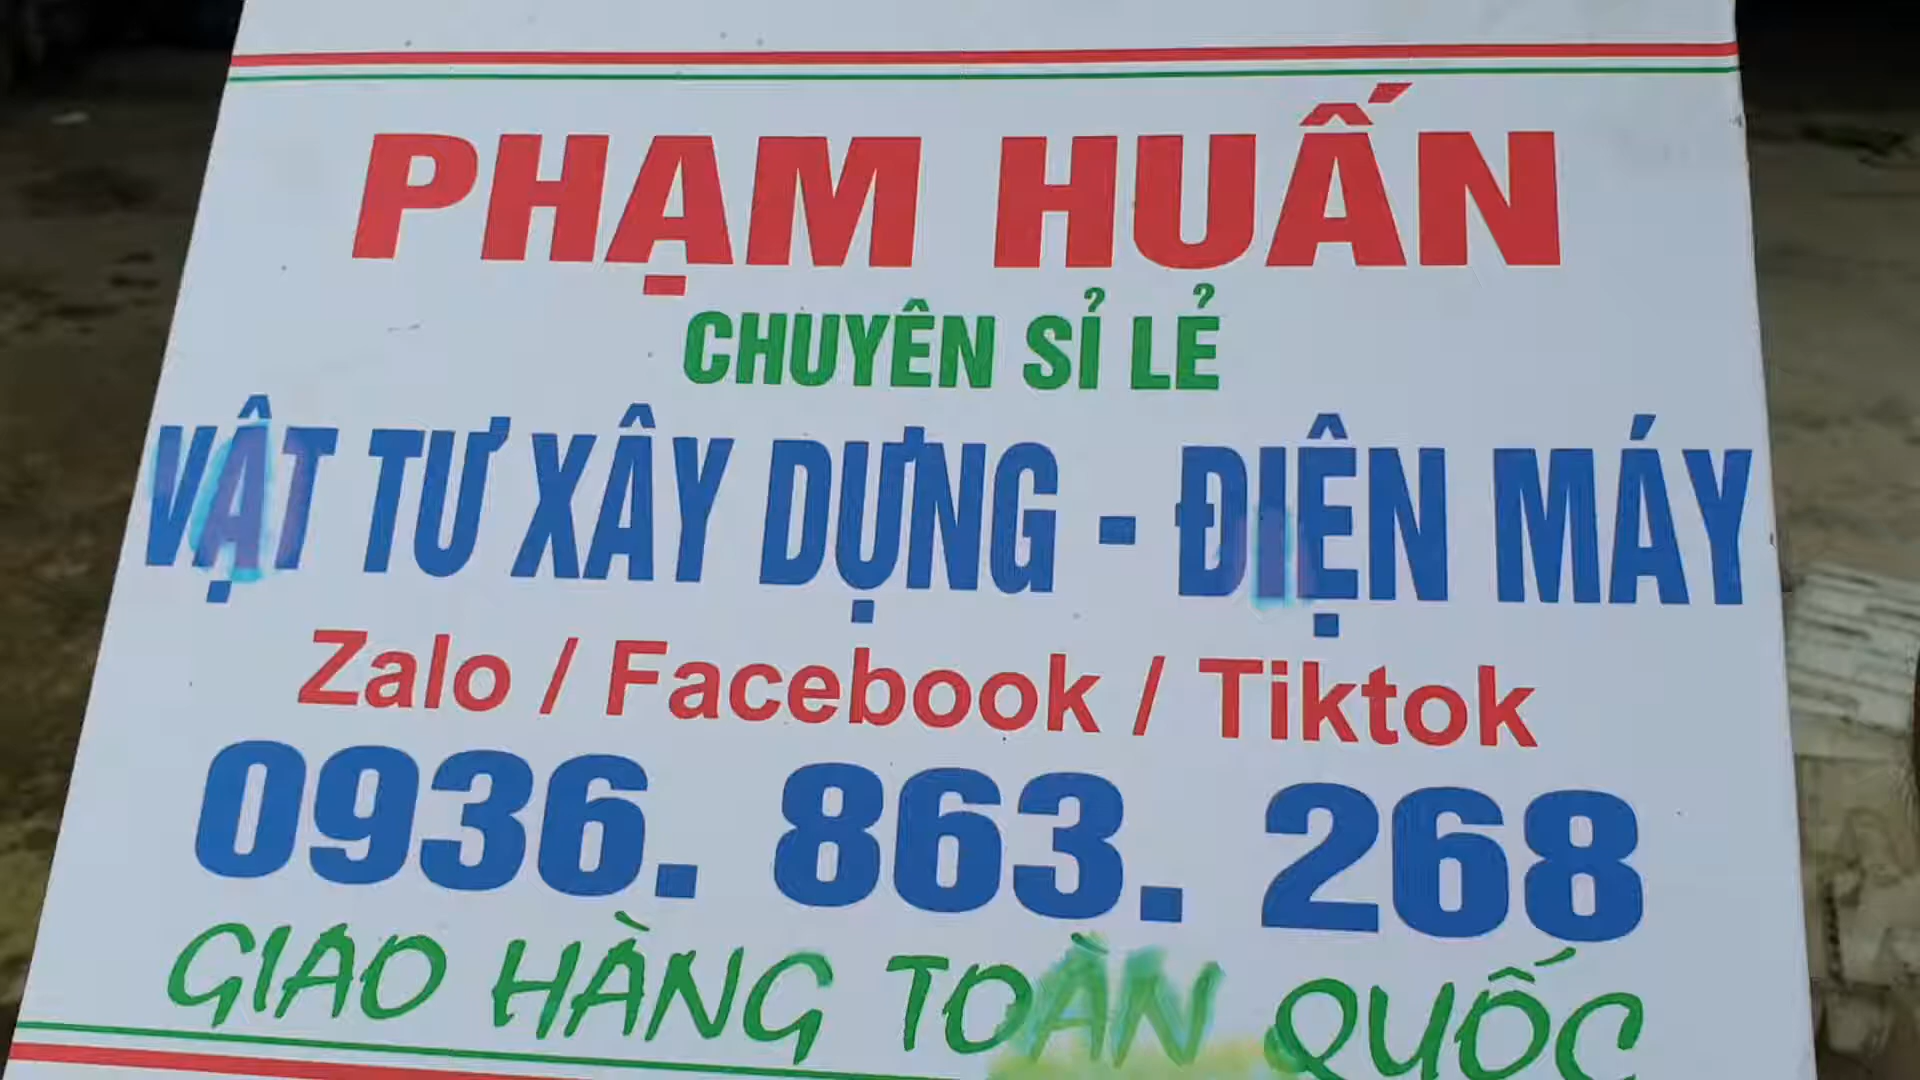 PHẠM HUẤN
CHUYÊN SỈ LẺ
VẬT TƯ XÂY DỰNG - ĐIỆN MÁY
Zalo / Facebook / Tiktok
0936. 863. 268
GIAO HÀNG TOÀN QUỐC